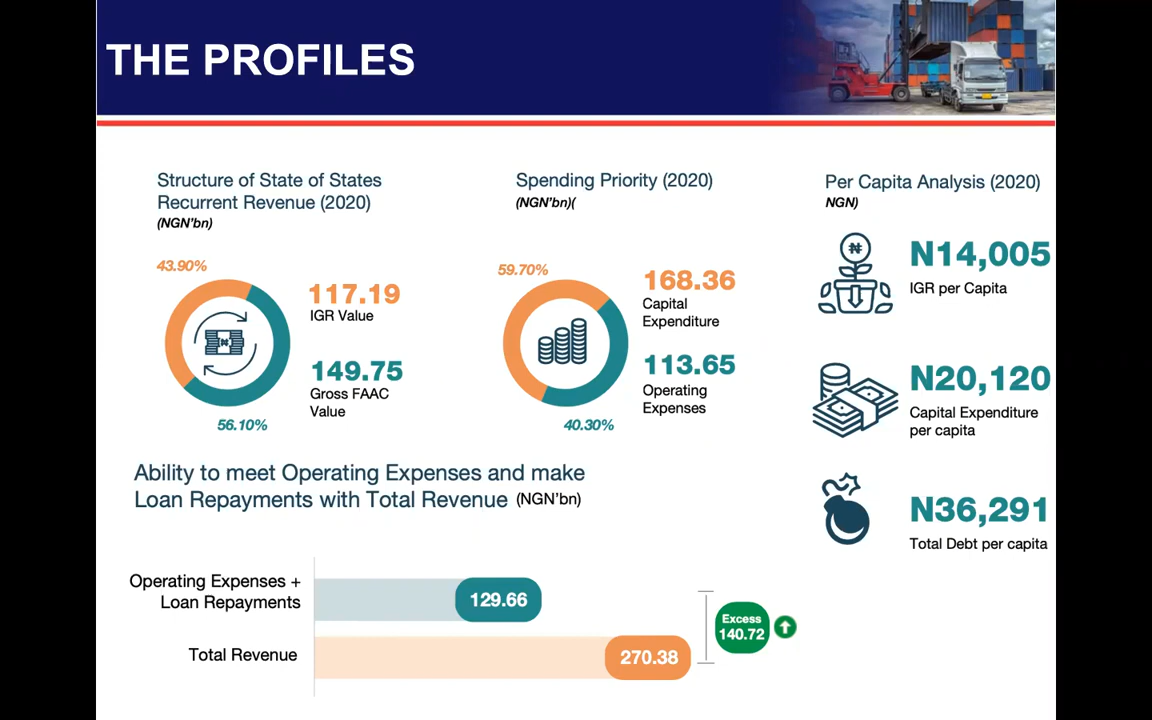 THE PROFILES
Structure of State of States
Recurrent Revenue (2020)
(NGN'bn)
43.90%
117.19
IGR Value
149.75
Gross FAAC
Value
56.10%
Spending Priority (2020)
(NGN'bn)(
59.70%
168.36
Capital
Expenditure
113.65
Operating
Expenses
40.30%
Per Capita Analysis (2020)
NGN)
₦
N14,005
IGR per Capita
N20,120
Capital Expenditure
per capita
N36,291
Total Debt per capita
Ability to meet Operating Expenses and make
Loan Repayments with Total Revenue (NGN'bn)
Operating Expenses +
Loan Repayments
129.66
Total Revenue
270.38
Excess
140.72